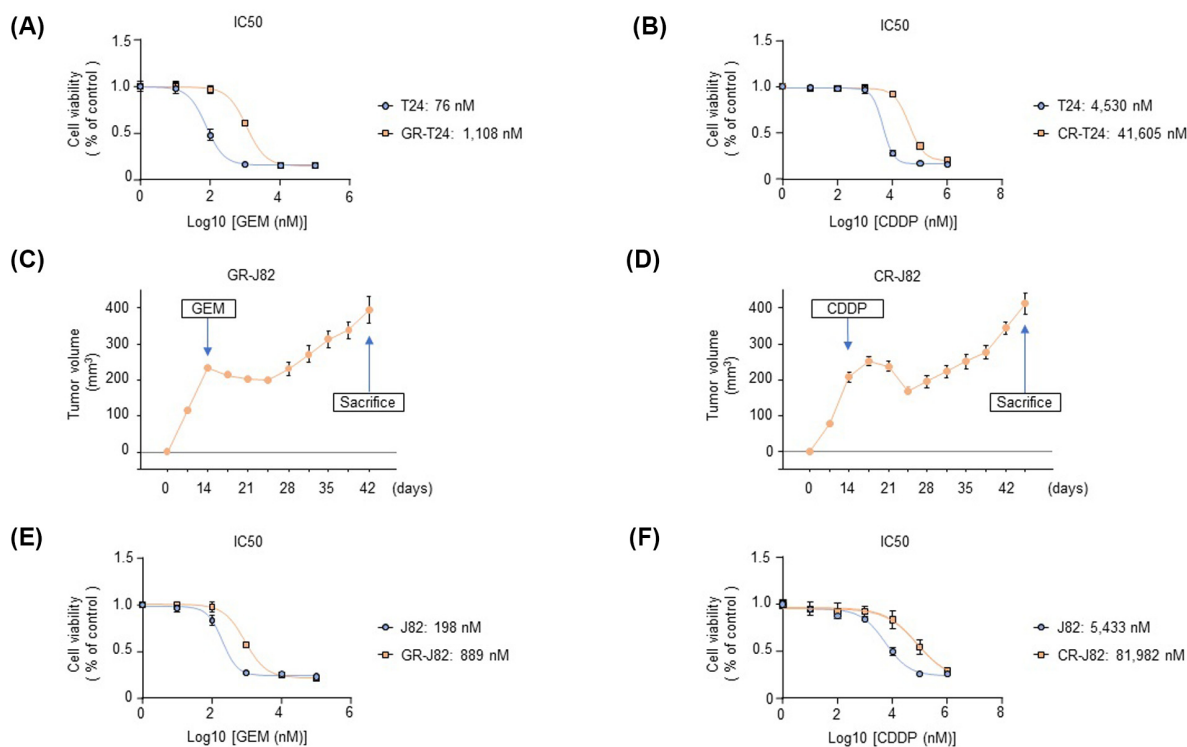 (A)
IC50
1.5
1.0
0.5
0
Cell viability
( % of control )
0 2 4 6
Log10 [GEM (nM)]
T24: 76 nM
GR-T24: 1,108 nM
(B)
IC50
1.5
1.0
0.5
0
Cell viability
( % of control )
0 2 4 6 8
Log10 [CDDP (nM)]
T24: 4,530 nM
CR-T24: 41,605 nM
(C)
GR-J82
400
300
200
100
0
Tumor volume
(mm³)
GEM
Sacrifice
0 14 21 28 35 42 (days)
(D)
CR-J82
400
300
200
100
0
Tumor volume
(mm³)
CDDP
Sacrifice
0 14 21 28 35 42 (days)
(E)
IC50
1.5
1.0
0.5
0.0
Cell viability
( % of control )
0 2 4 6
Log10 [GEM (nM)]
J82: 198 nM
GR-J82: 889 nM
(F)
IC50
1.5
1.0
0.5
0.0
Cell viability
( % of control )
0 2 4 6 8
Log10 [CDDP (nM)]
J82: 5,433 nM
CR-J82: 81,982 nM